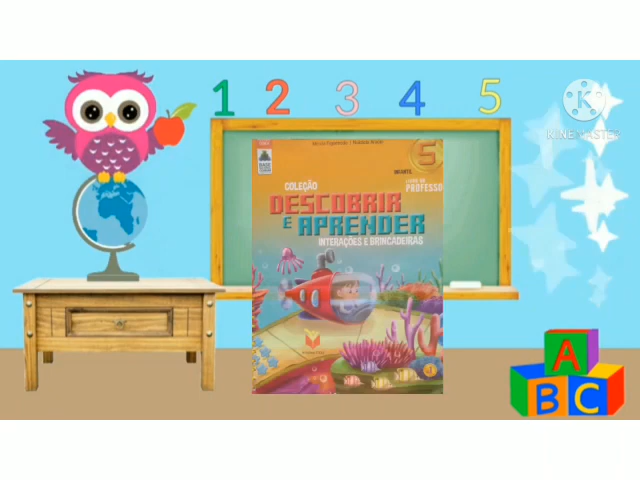 1 2 3 4 5
KINEMASTER
5
INFANTIL
LIVRO DO
PROFESSOR
COLEÇÃO
DESCOBRIR
E APRENDER
INTERAÇÕES E BRINCADEIRAS
A
B C